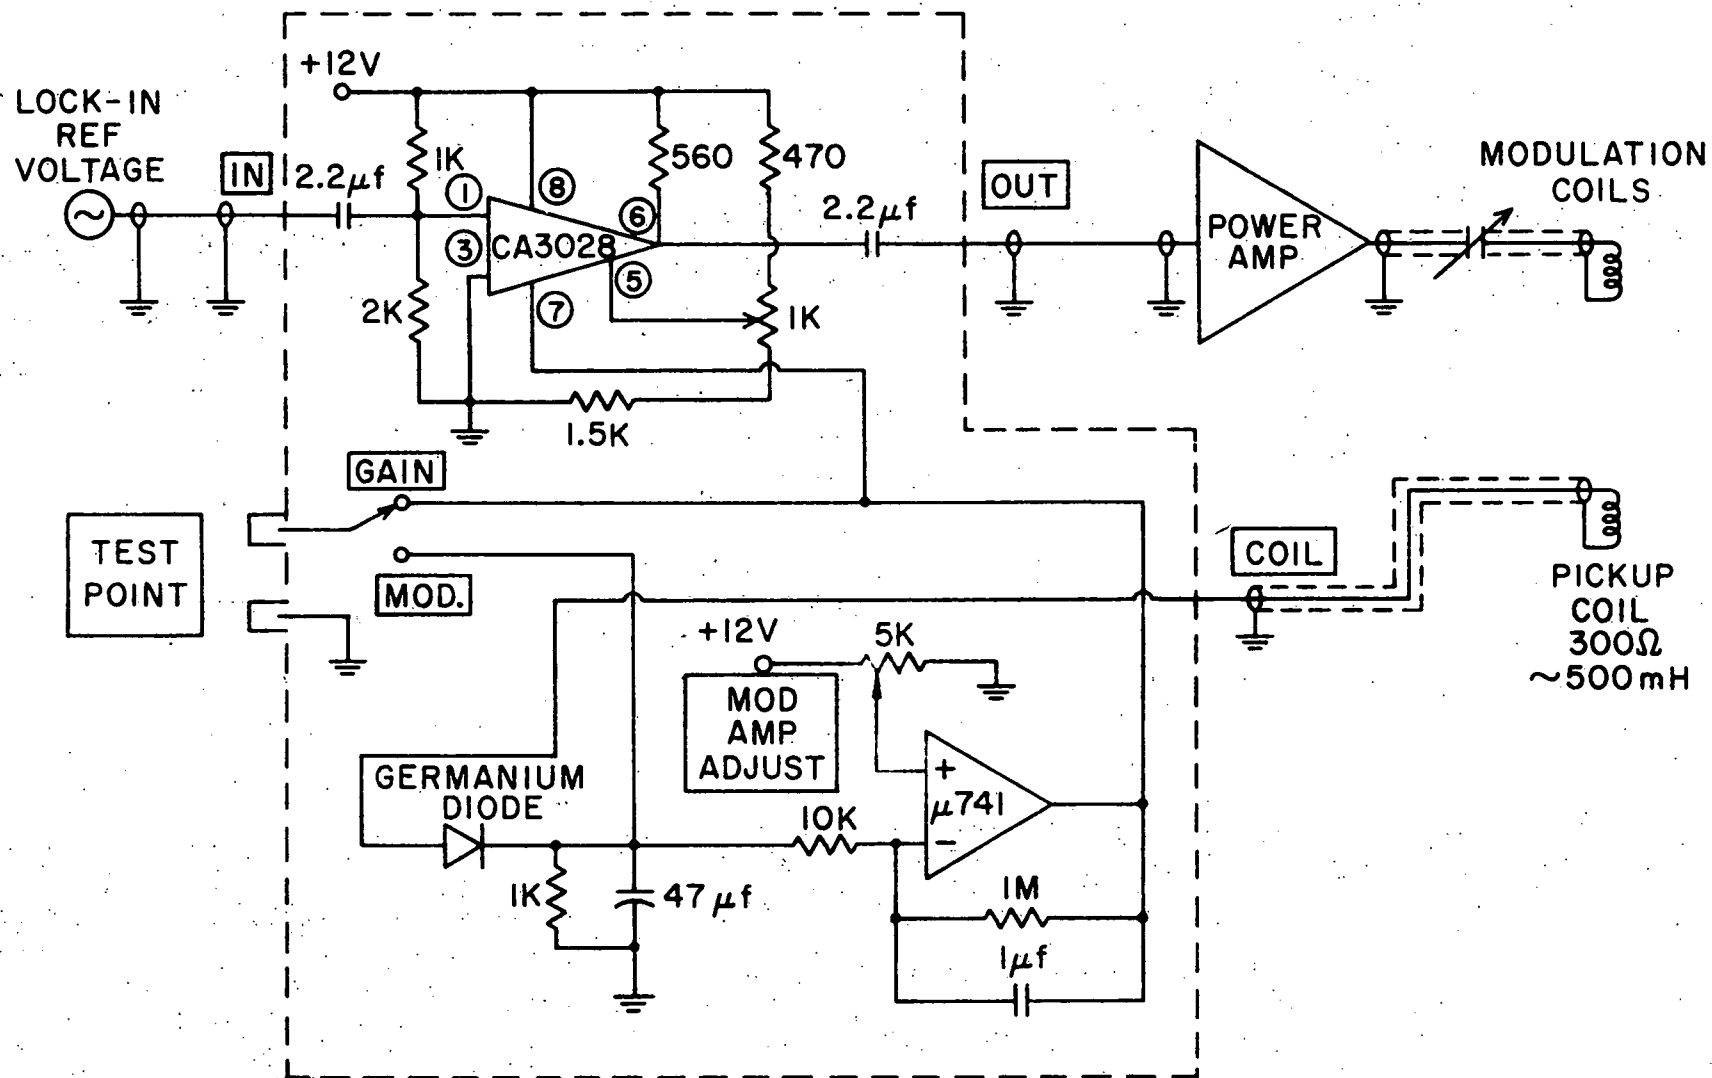 +12V
LOCK-IN
REF
VOLTAGE
IN
2.2μf
1K
①
⑧
560
470
⑥
③
CA3028
⑤
⑦
2K
1K
1.5K
2.2μf
OUT
POWER
AMP
MODULATION
COILS
GAIN
TEST
POINT
MOD.
COIL
PICKUP
COIL
300Ω
~500mH
+12V
5K
MOD
AMP
ADJUST
GERMANIUM
DIODE
10K
+
μ741
−
1K
47μf
1M
1μf